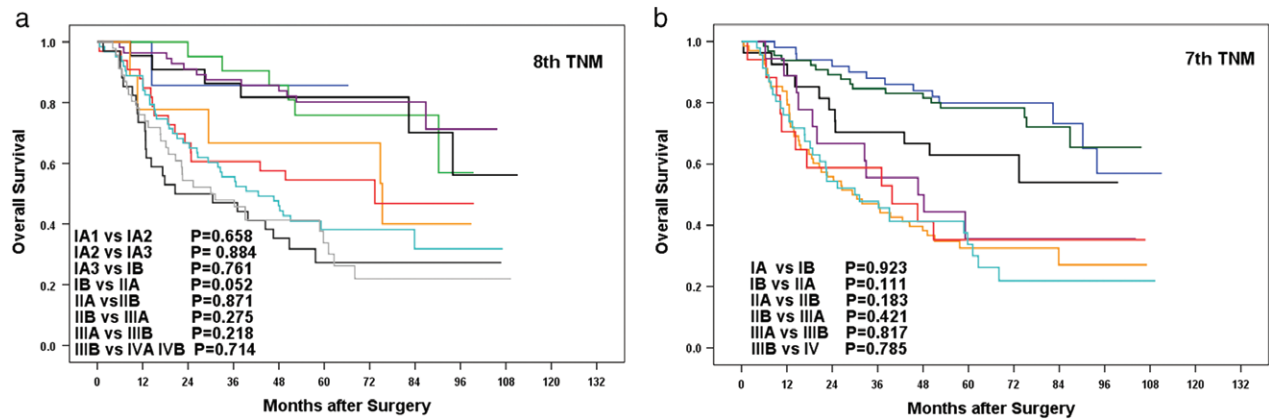 a
8th TNM
Overall Survival
1.0
0.8
0.6
0.4
0.2
0.0
IA1 vs IA2 P=0.658
IA2 vs IA3 P= 0.884
IA3 vs IB P=0.761
IB vs IIA P=0.052
IIA vsIIB P=0.871
IIB vs IIIA P=0.275
IIIA vs IIIB P=0.218
IIIB vs IVA IVB P=0.714
0 12 24 36 48 60 72 84 96 108 120 132
Months after Surgery
b
7th TNM
Overall Survival
1.0
0.8
0.6
0.4
0.2
0.0
IA vs IB P=0.923
IB vs IIA P=0.111
IIA vs IIB P=0.183
IIB vs IIIA P=0.421
IIIA vs IIIB P=0.817
IIIB vs IV P=0.785
0 12 24 36 48 60 72 84 96 108 120 132
Months after Surgery